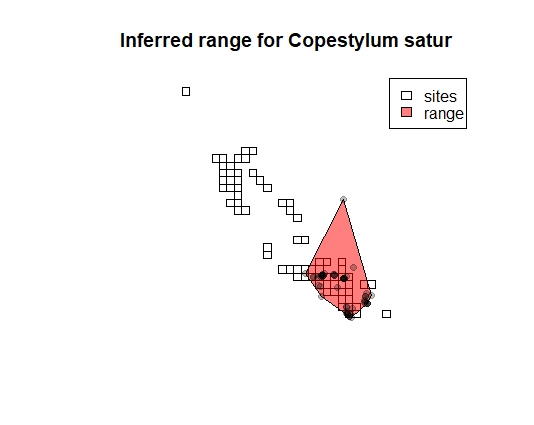 Inferred range for Copestylum satur
sites
range